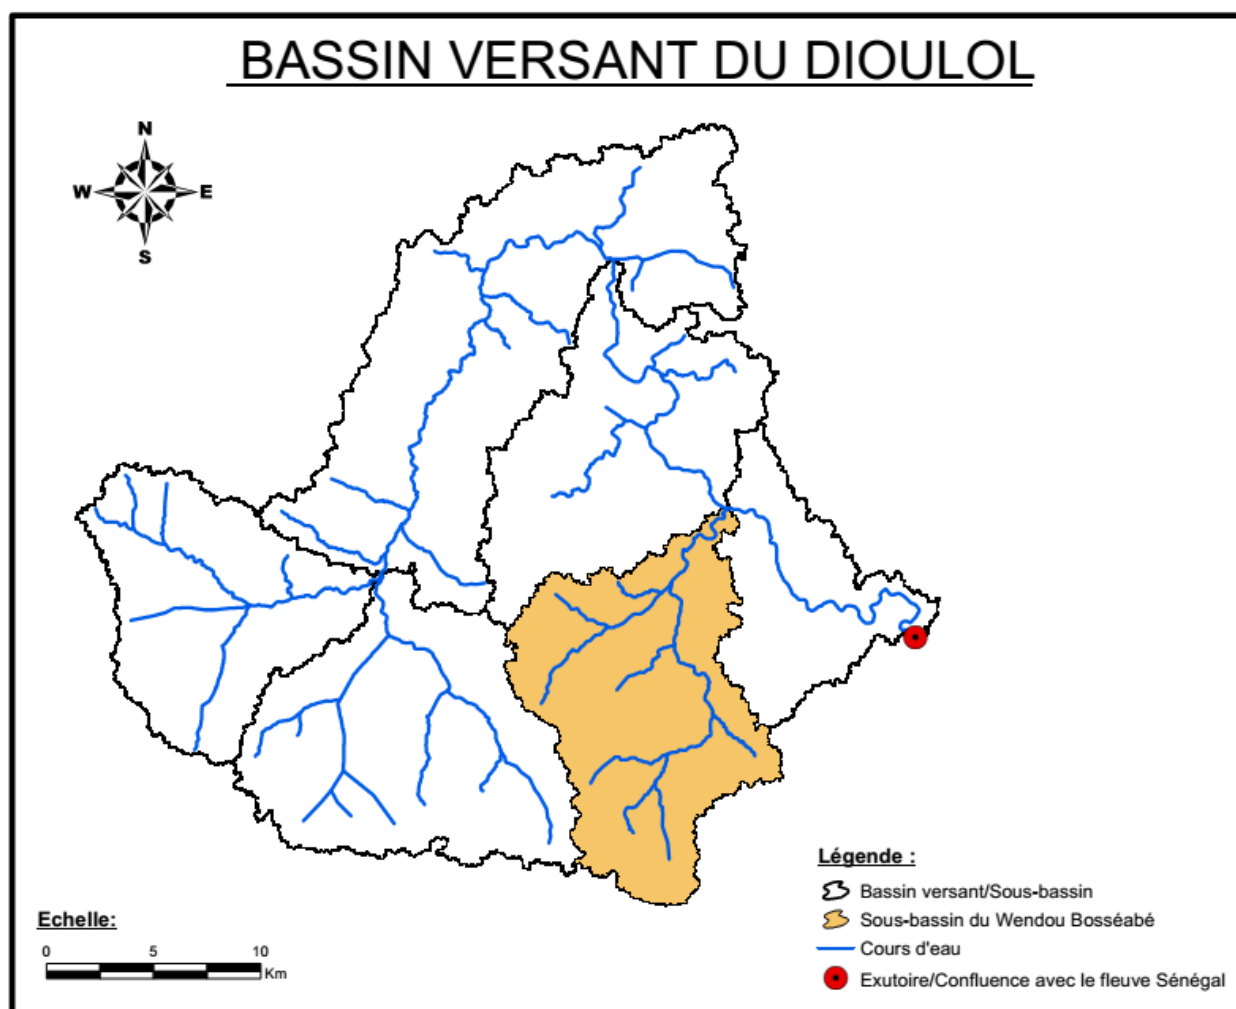 BASSIN VERSANT DU DIOULOL
N
W E
S
Légende :
Bassin versant/Sous-bassin
Sous-bassin du Wendou Bosséabé
Cours d'eau
Exutoire/Confluence avec le fleuve Sénégal
Echelle:
0 5 10
Km